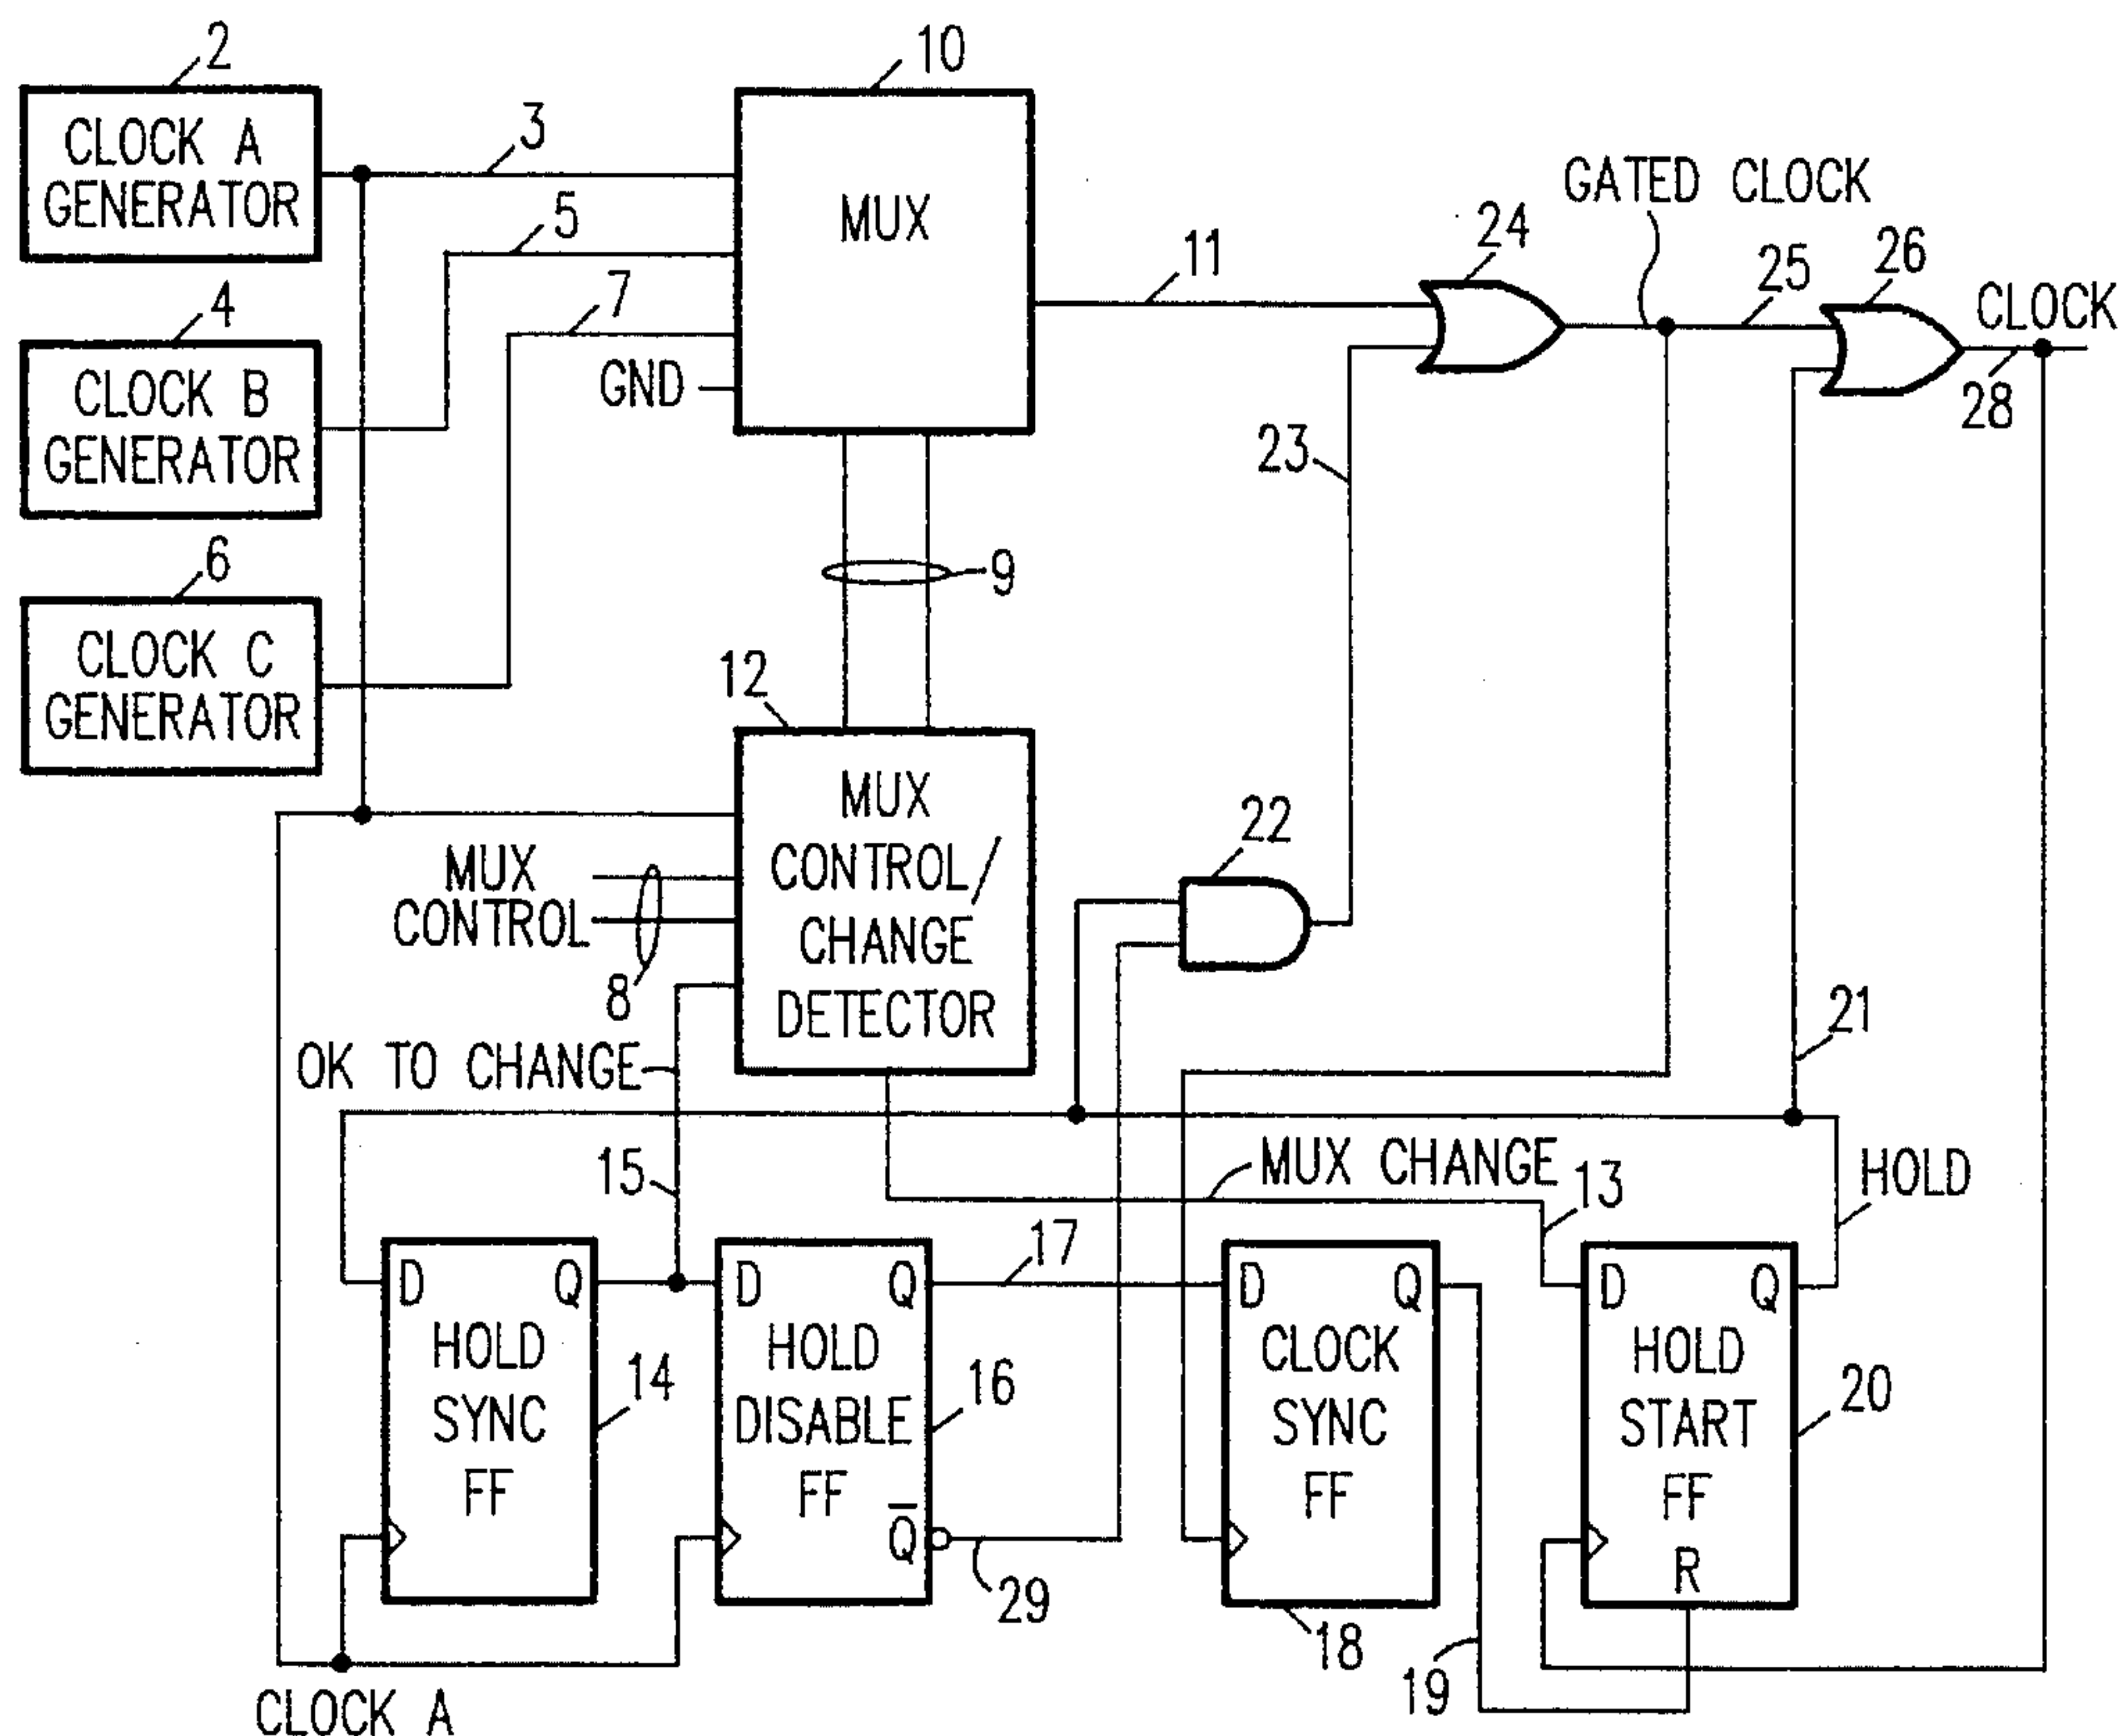 2
CLOCK A
GENERATOR
3
10
MUX
5
7
GND
4
CLOCK B
GENERATOR
6
CLOCK C
GENERATOR
11
24
GATED CLOCK
25
26
CLOCK
28
23
9
12
MUX
CONTROL/
CHANGE
DETECTOR
MUX
CONTROL
8
22
OK TO CHANGE
21
15
MUX CHANGE
13
HOLD
17
D Q
HOLD
SYNC
FF
14
D Q
HOLD
DISABLE
FF
Q̅
16
29
D Q
CLOCK
SYNC
FF
18
19
D Q
HOLD
START
FF
R
20
CLOCK A